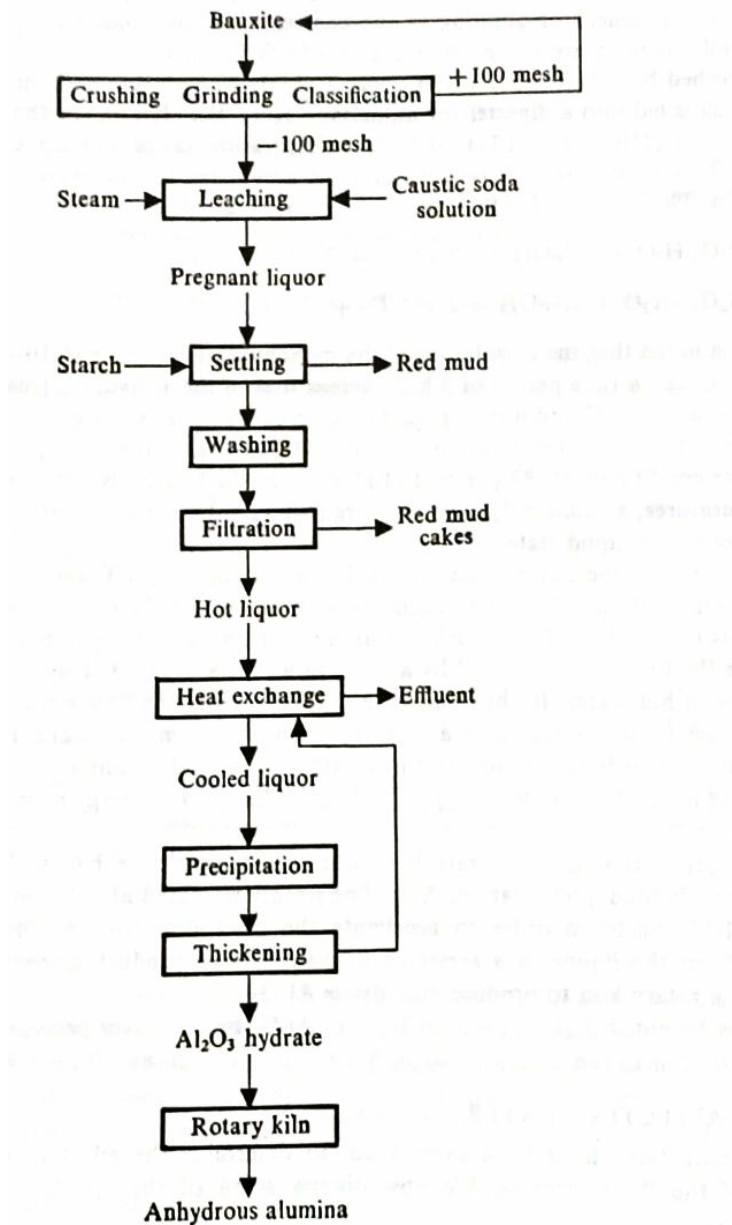 Bauxite
+100 mesh
Crushing Grinding Classification
−100 mesh
Steam
Leaching
Caustic soda
solution
Pregnant liquor
Starch
Settling
Red mud
Washing
Filtration
Red mud
cakes
Hot liquor
Heat exchange
Effluent
Cooled liquor
Precipitation
Thickening
Al₂O₃ hydrate
Rotary kiln
Anhydrous alumina